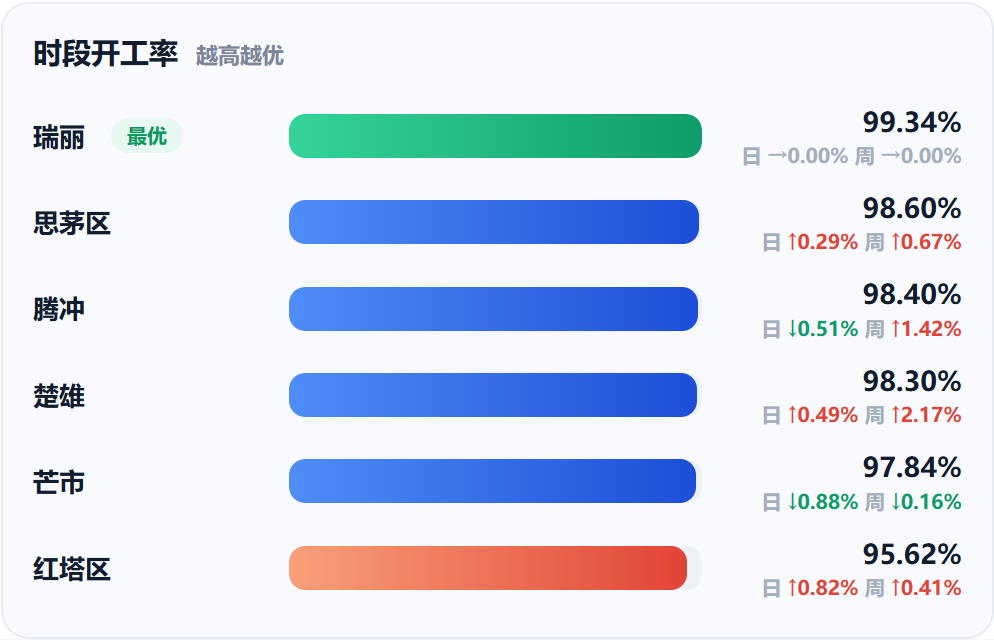 时段开工率 越高越优
瑞丽 最优 99.34%
日 →0.00% 周 →0.00%
思茅区 98.60%
日 ↑0.29% 周 ↑0.67%
腾冲 98.40%
日 ↓0.51% 周 ↑1.42%
楚雄 98.30%
日 ↑0.49% 周 ↑2.17%
芒市 97.84%
日 ↓0.88% 周 ↓0.16%
红塔区 95.62%
日 ↑0.82% 周 ↑0.41%